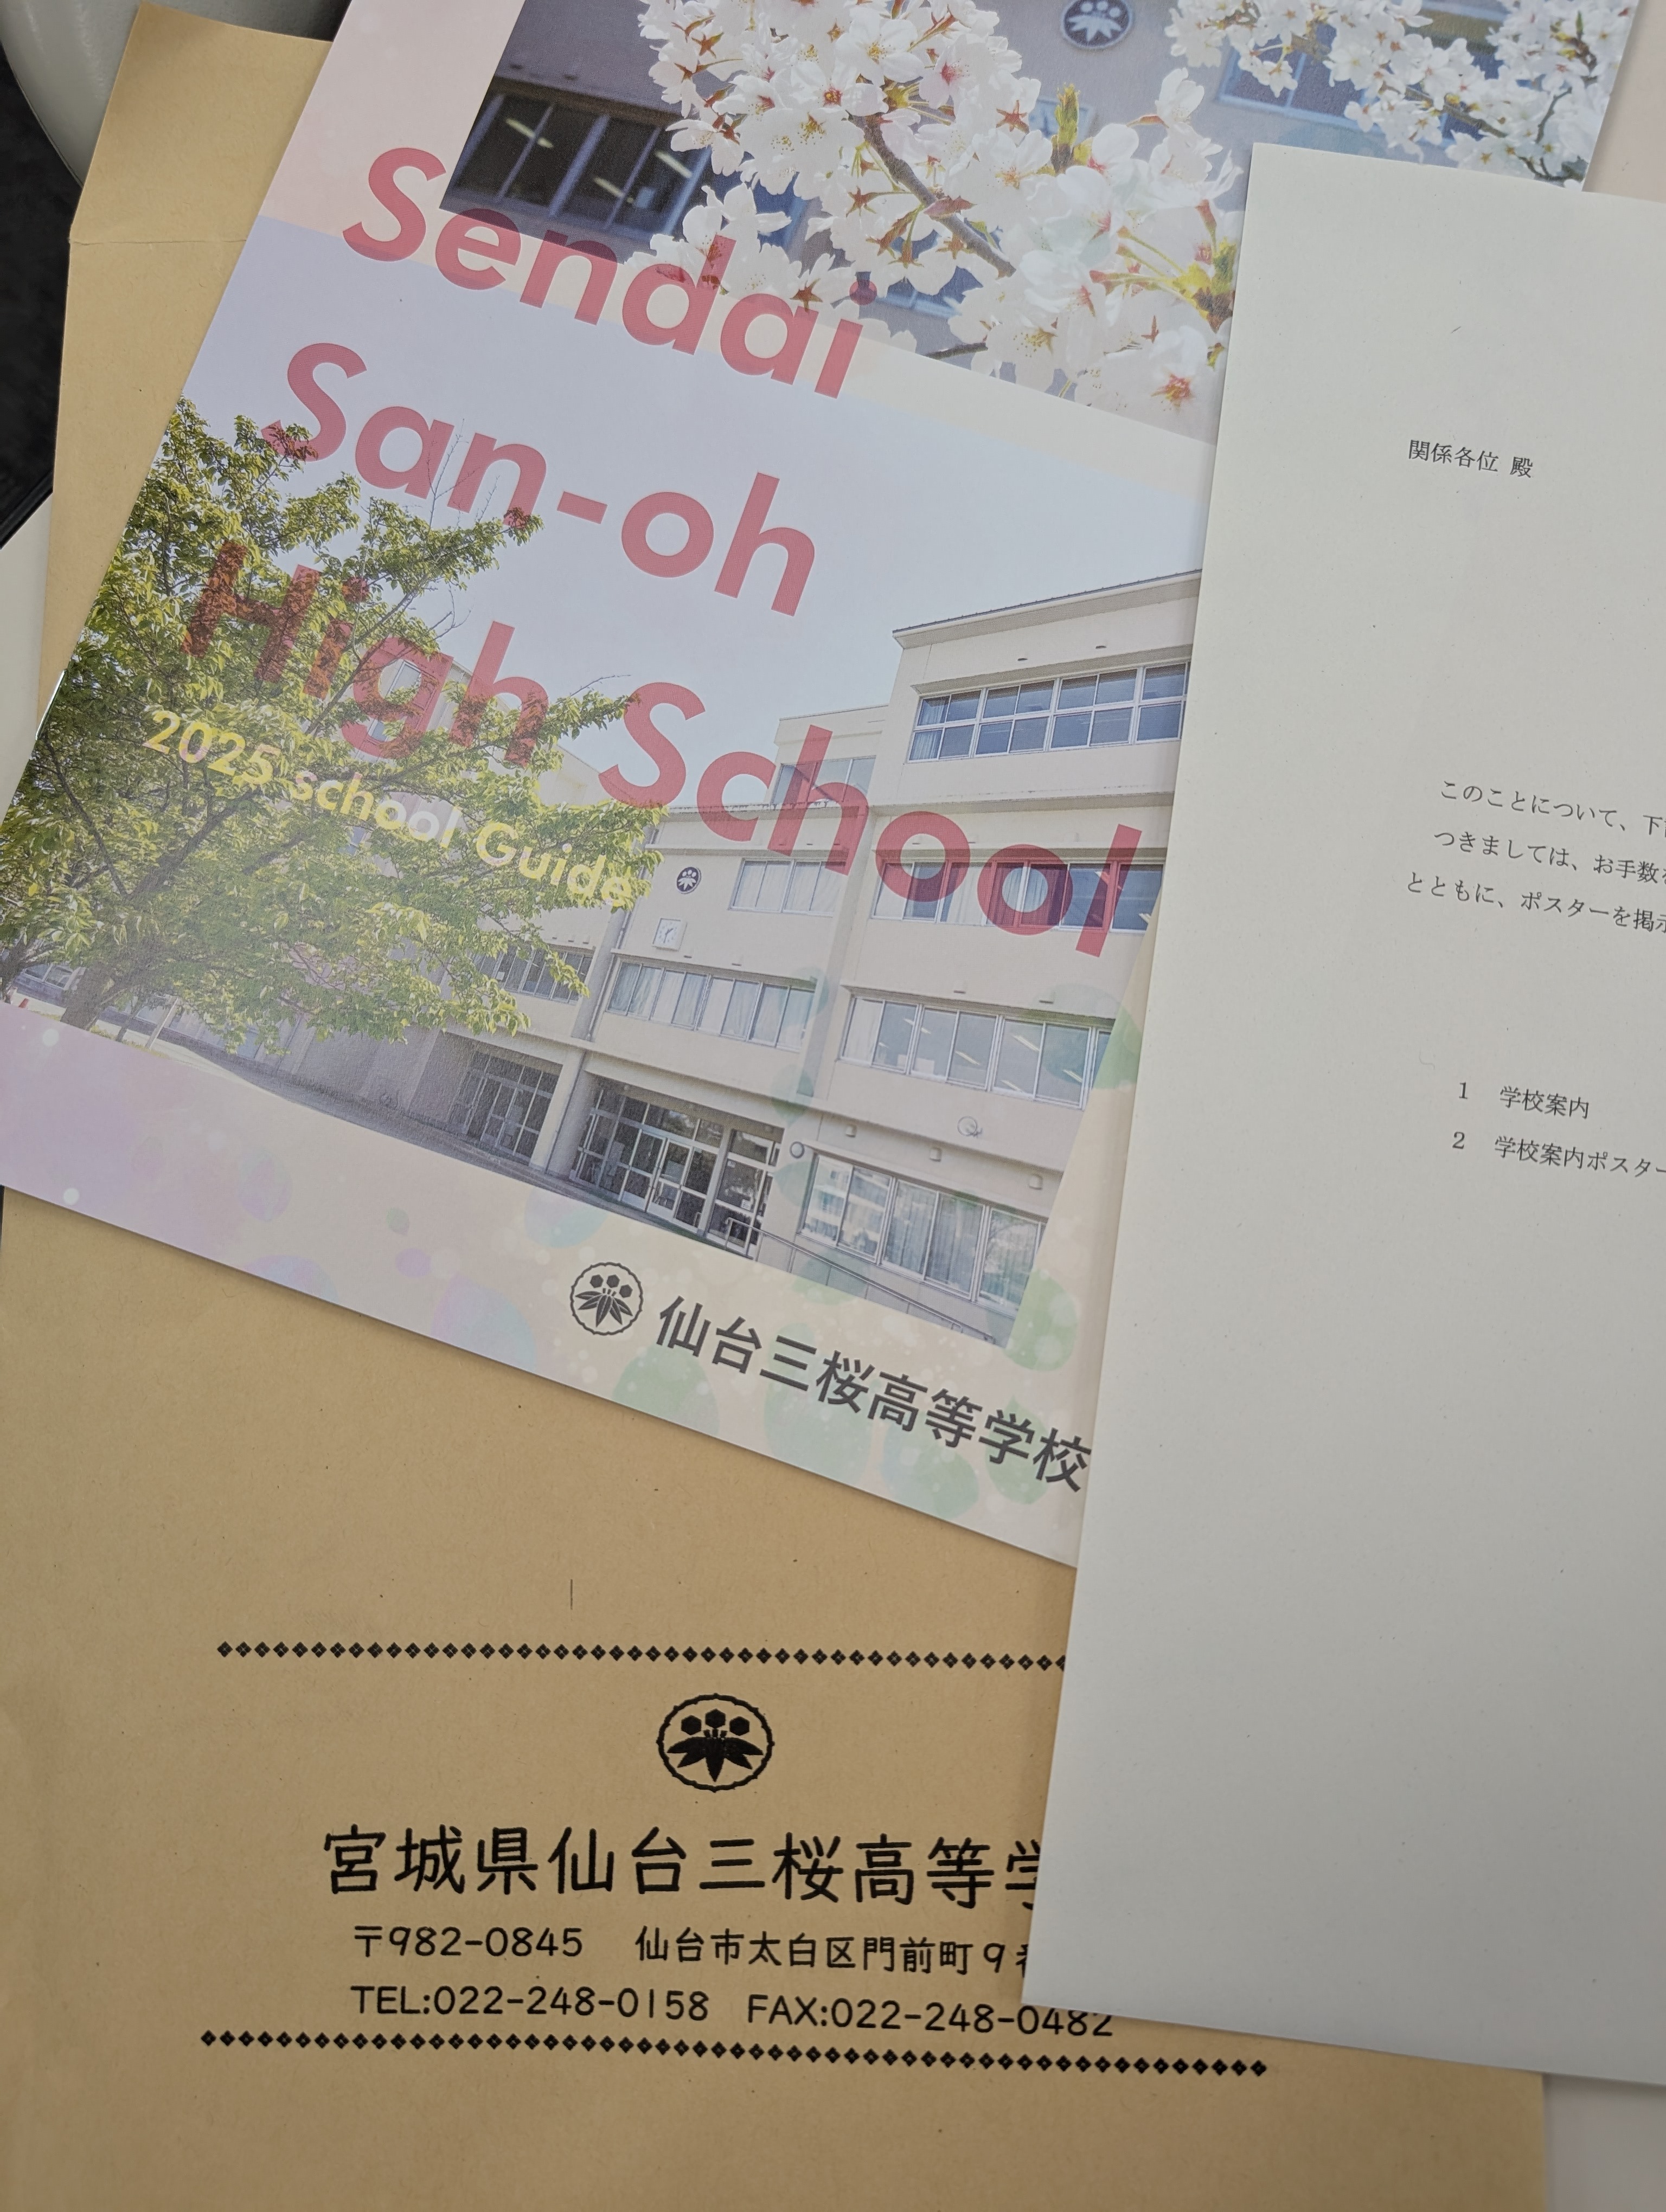 Sendai
San-oh
High School
2025 School Guide
仙台三桜高等学校
関係各位 殿
このことについて、下
つきましては、お手数
とともに、ポスターを掲
1 学校案内
2 学校案内ポスター
宮城県仙台三桜高等学
〒982-0845 仙台市太白区門前町9
TEL:022-248-0158 FAX:022-248-0482